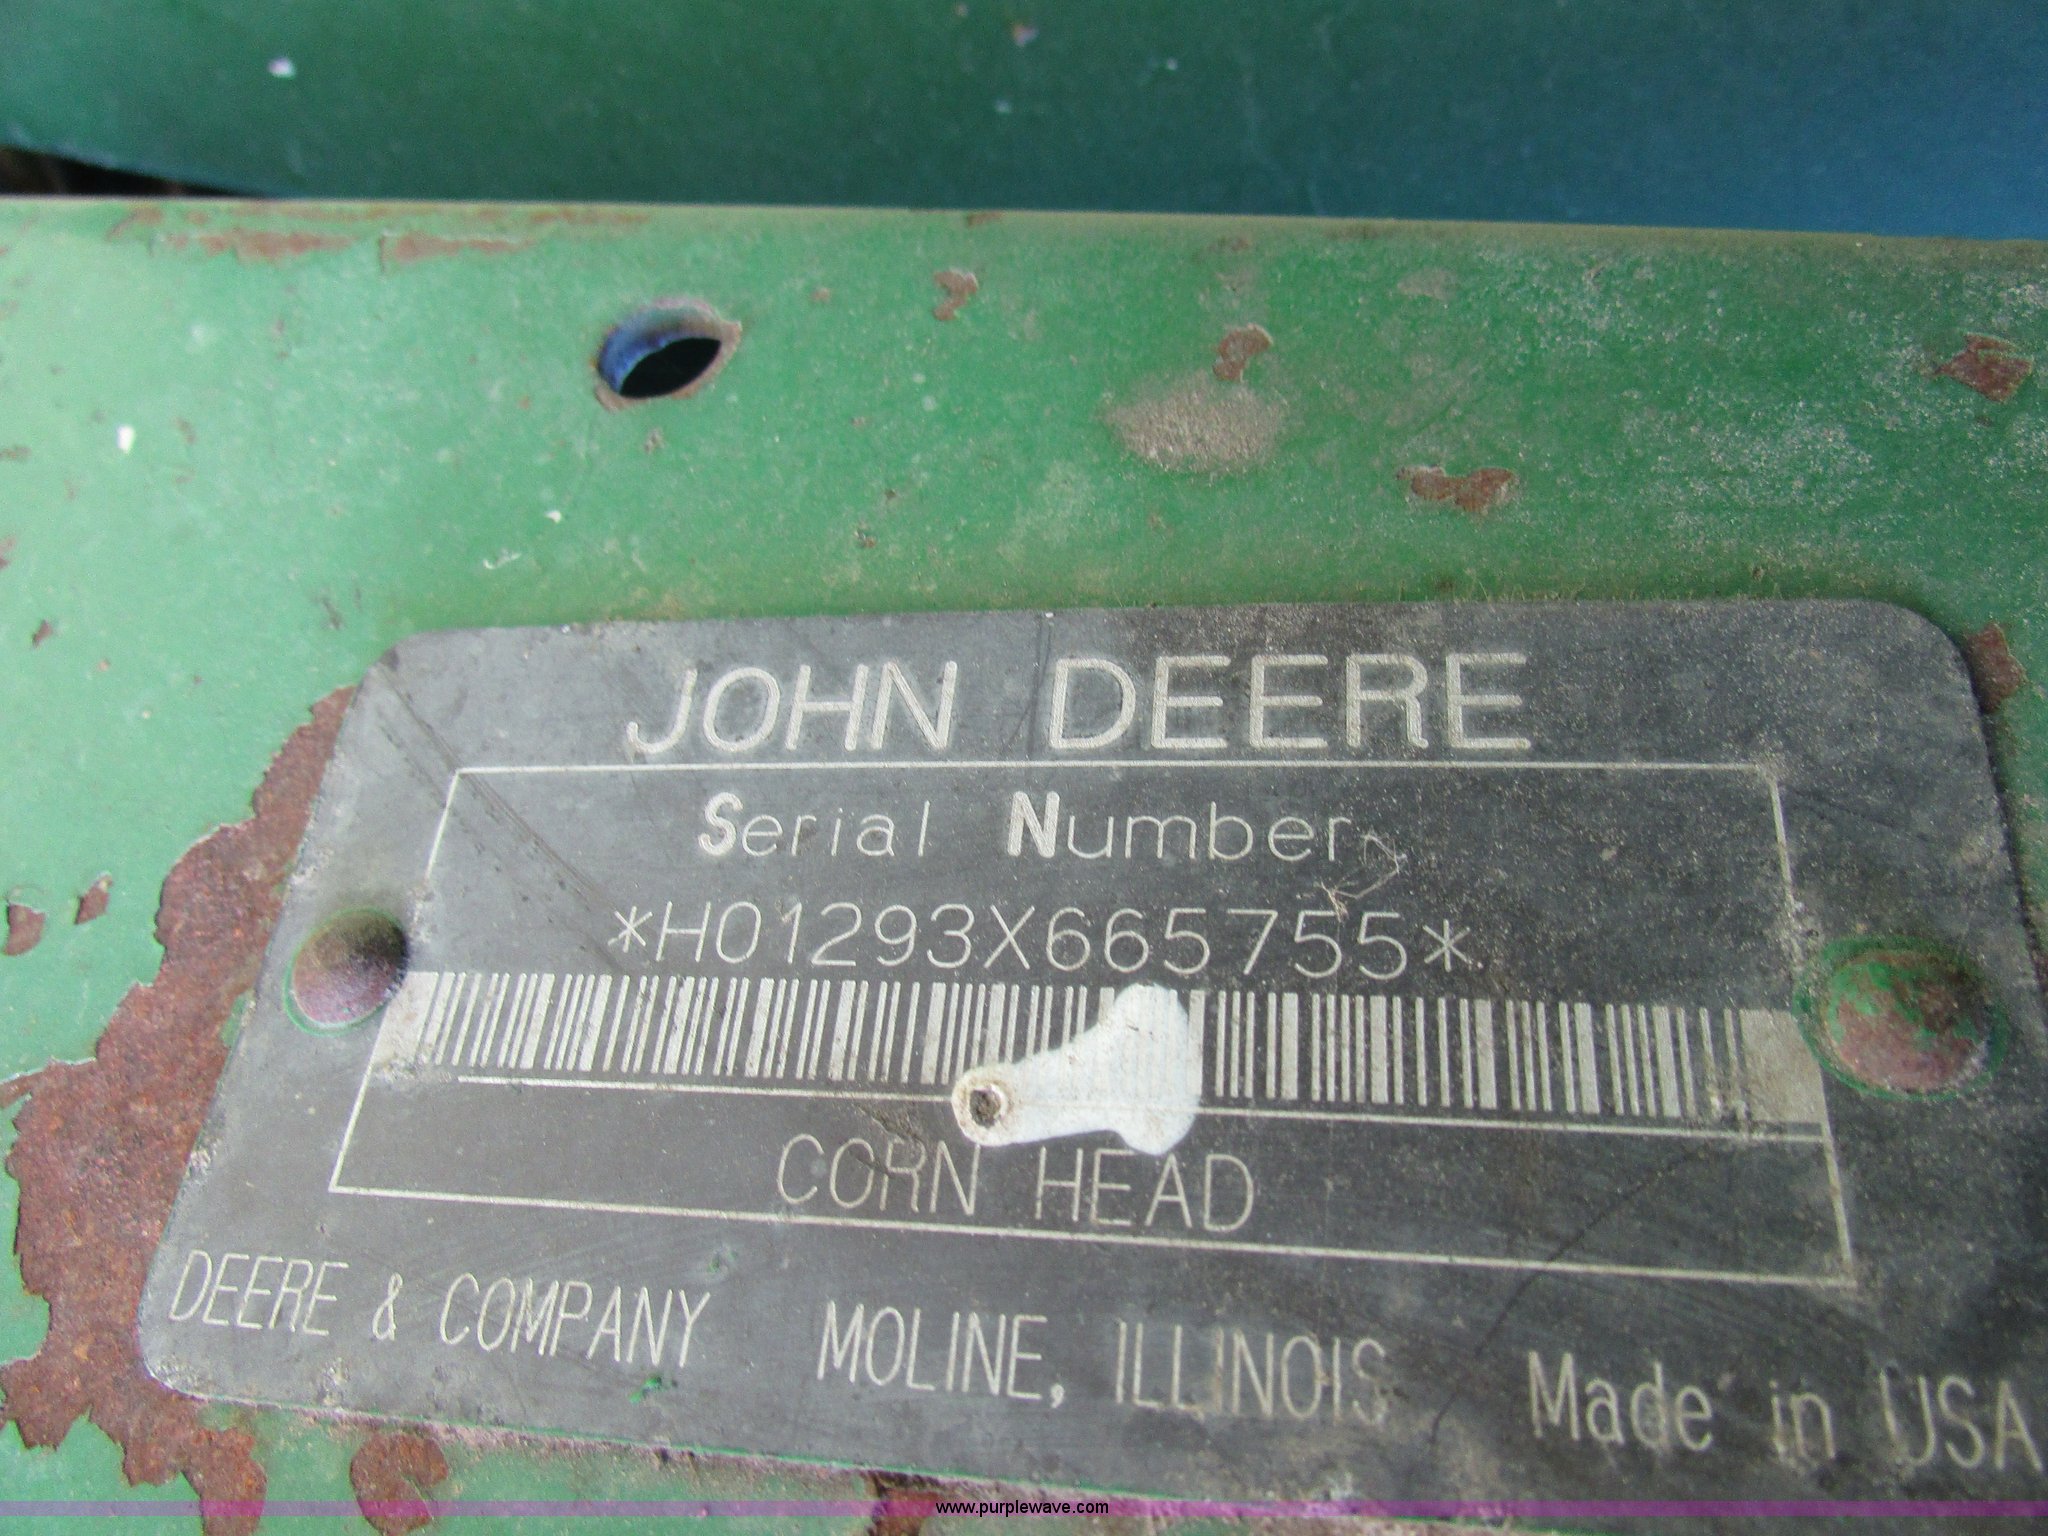 JOHN DEERE
Serial Number
*H01293X665755*
CORN HEAD
DEERE & COMPANY MOLINE, ILLINOIS Made in USA
www.purplewave.com